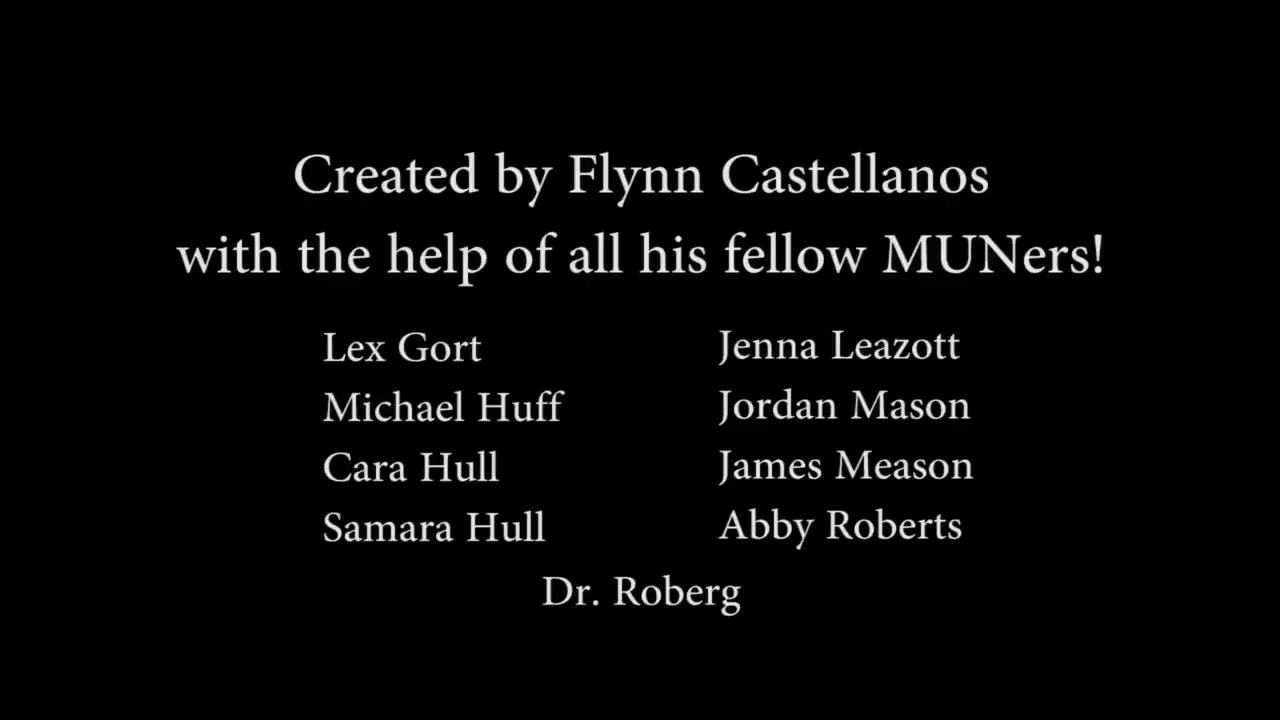 Created by Flynn Castellanos
with the help of all his fellow MUNers!
Lex Gort
Michael Huff
Cara Hull
Samara Hull
Jenna Leazott
Jordan Mason
James Meason
Abby Roberts
Dr. Roberg